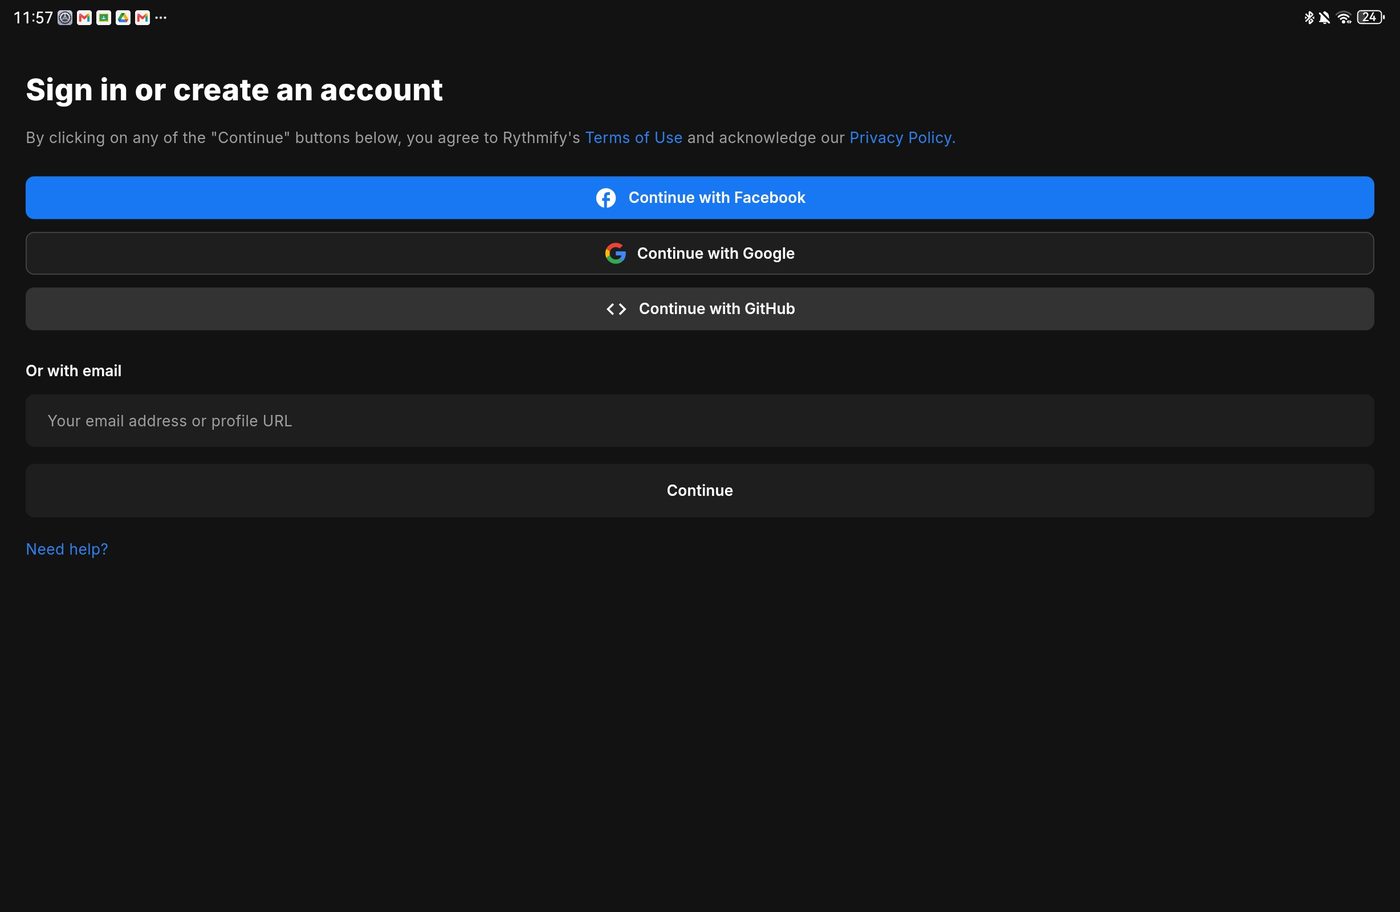 11:57
24
Sign in or create an account
By clicking on any of the "Continue" buttons below, you agree to Rythmify's Terms of Use and acknowledge our Privacy Policy.
Continue with Facebook
Continue with Google
Continue with GitHub
Or with email
Your email address or profile URL
Continue
Need help?